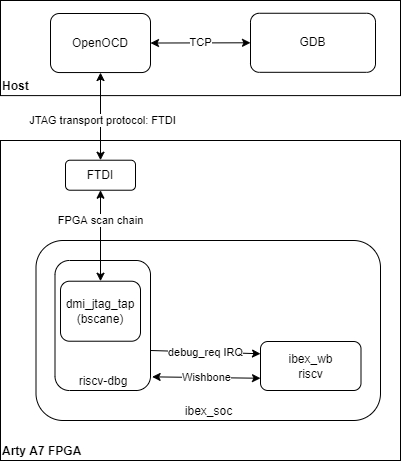 OpenOCD
TCP
GDB
Host
JTAG transport protocol: FTDI
FTDI
FPGA scan chain
dmi_jtag_tap
(bscane)
riscv-dbg
debug_req IRQ
Wishbone
ibex_wb
riscv
ibex_soc
Arty A7 FPGA